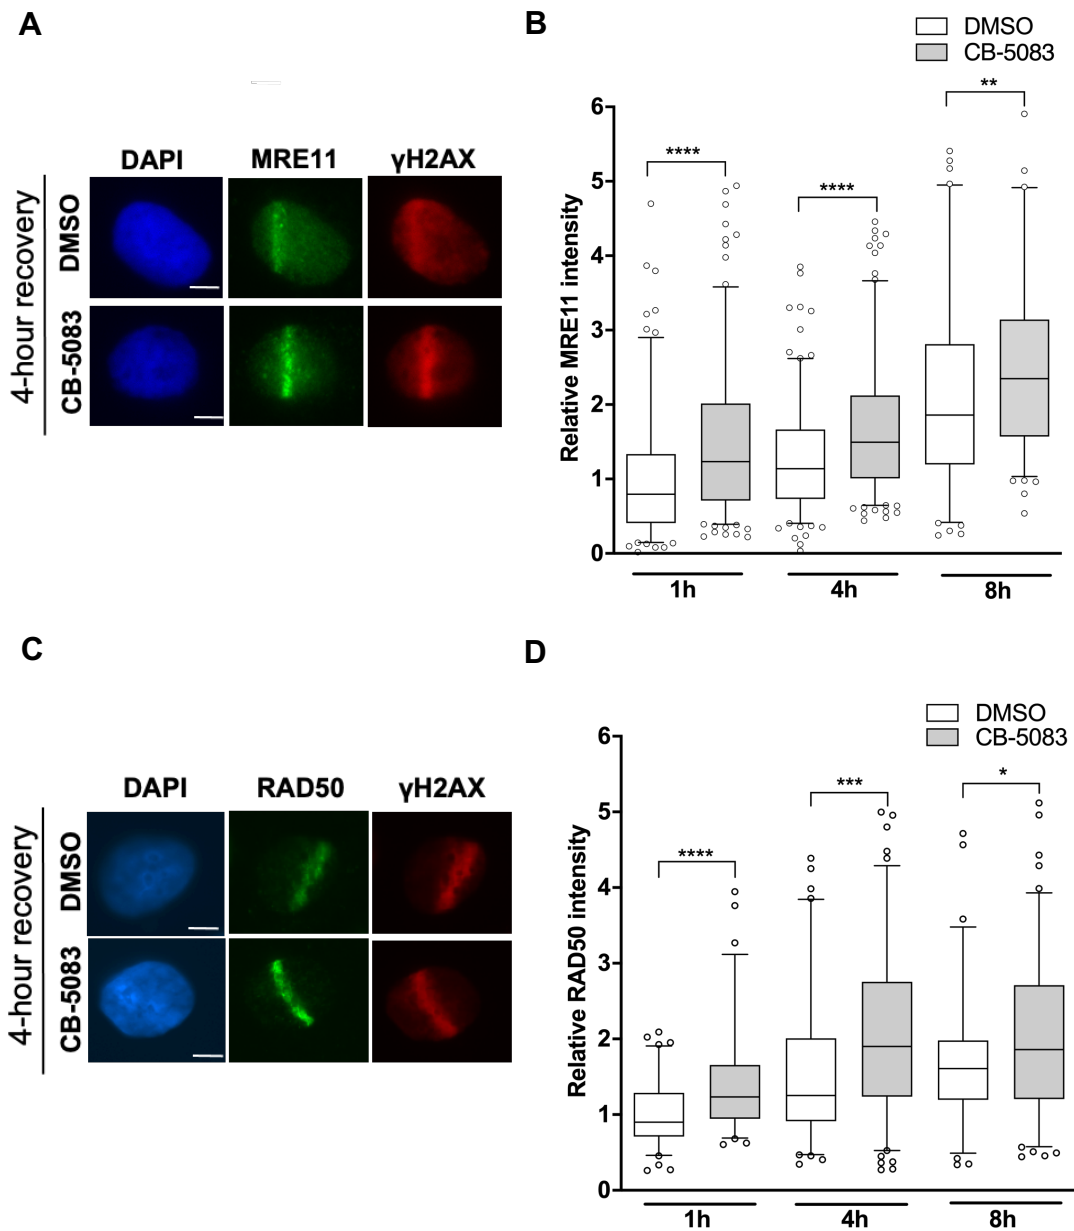 A
DAPI MRE11 γH2AX
4-hour recovery
DMSO
CB-5083
B
DMSO
CB-5083
Relative MRE11 intensity
6
5
4
3
2
1
0
**** **** **
1h 4h 8h
C
DAPI RAD50 γH2AX
4-hour recovery
DMSO
CB-5083
D
DMSO
CB-5083
Relative RAD50 intensity
6
5
4
3
2
1
0
**** *** *
1h 4h 8h